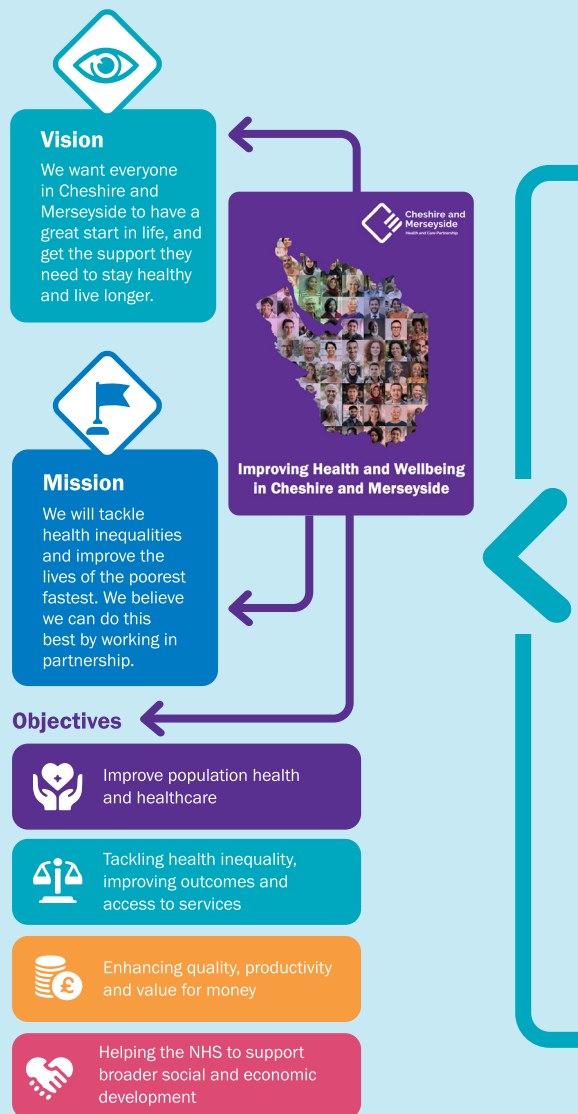 Vision
We want everyone
in Cheshire and
Merseyside to have a
great start in life, and
get the support they
need to stay healthy
and live longer.
Cheshire and
Merseyside
Health and Care Partnership
Improving Health and Wellbeing
in Cheshire and Merseyside
Mission
We will tackle
health inequalities
and improve the
lives of the poorest
fastest. We believe
we can do this
best by working in
partnership.
Objectives
Improve population health
and healthcare
Tackling health inequality,
improving outcomes and
access to services
£
Enhancing quality, productivity
and value for money
Helping the NHS to support
broader social and economic
development